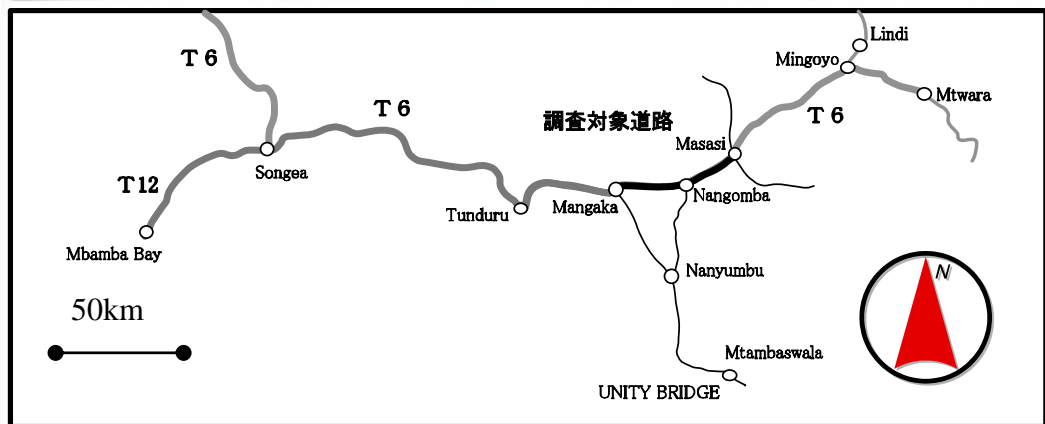 Lindi
Mingoyo
T 6
Mtwara
T 6
T 6
調査対象道路
Masasi
Songea
T 12
Nangomba
Mangaka
Tunduru
Mbamba Bay
Nanyumbu
N
50km
Mtambaswala
UNITY BRIDGE